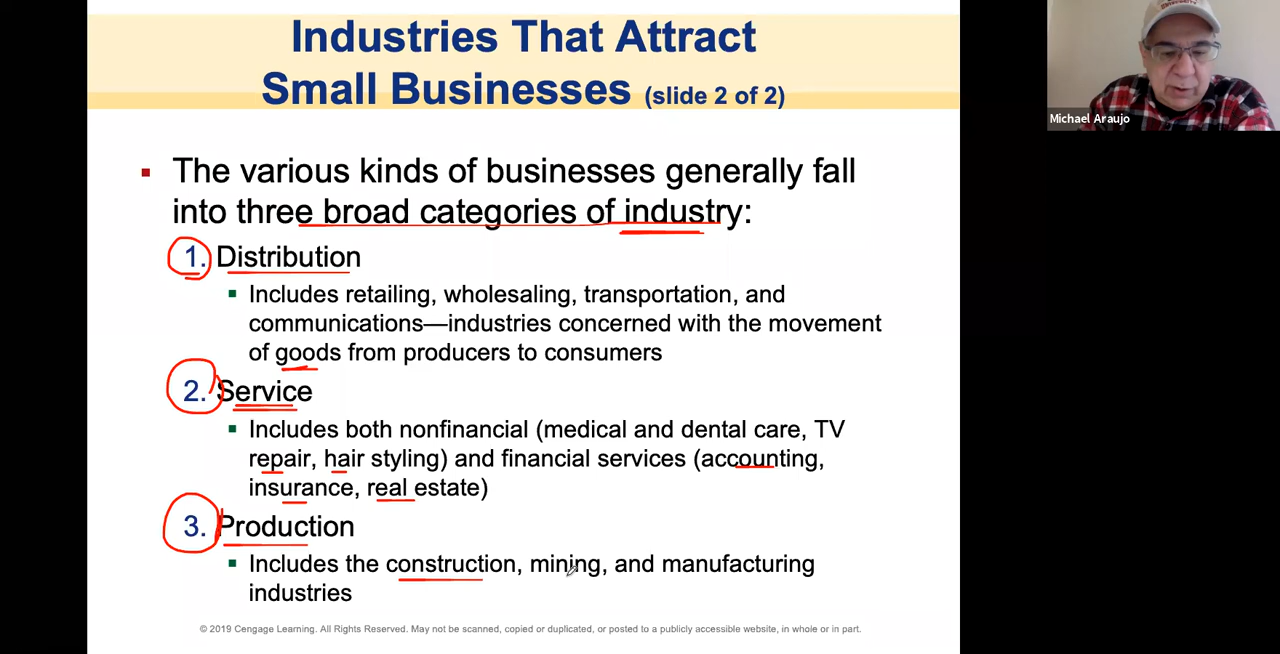 Industries That Attract
Small Businesses (slide 2 of 2)
Michael Araujo
▪ The various kinds of businesses generally fall
into three broad categories of industry:
1. Distribution
▪ Includes retailing, wholesaling, transportation, and
communications—industries concerned with the movement
of goods from producers to consumers
2. Service
▪ Includes both nonfinancial (medical and dental care, TV
repair, hair styling) and financial services (accounting,
insurance, real estate)
3. Production
▪ Includes the construction, mining, and manufacturing
industries
© 2019 Cengage Learning. All Rights Reserved. May not be scanned, copied or duplicated, or posted to a publicly accessible website, in whole or in part.